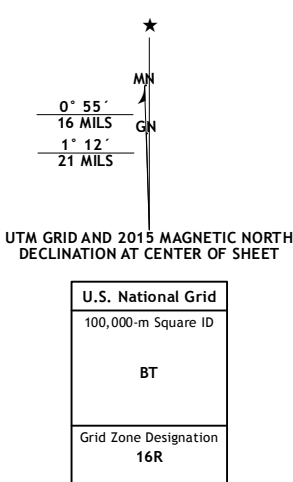 MN
0° 55´
16 MILS
GN
1° 12´
21 MILS
UTM GRID AND 2015 MAGNETIC NORTH
DECLINATION AT CENTER OF SHEET
U.S. National Grid
100,000-m Square ID
BT
Grid Zone Designation
16R